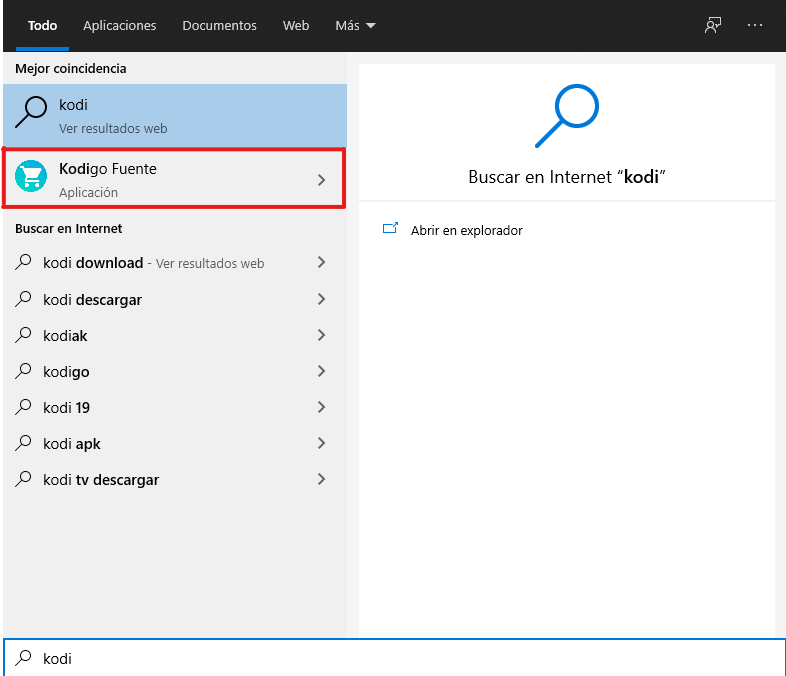 Todo Aplicaciones Documentos Web Más
Mejor coincidencia
kodi
Ver resultados web
Kodigo Fuente
Aplicación
Buscar en Internet
kodi download - Ver resultados web
kodi descargar
kodiak
kodigo
kodi 19
kodi apk
kodi tv descargar
Buscar en Internet “kodi”
Abrir en explorador
kodi